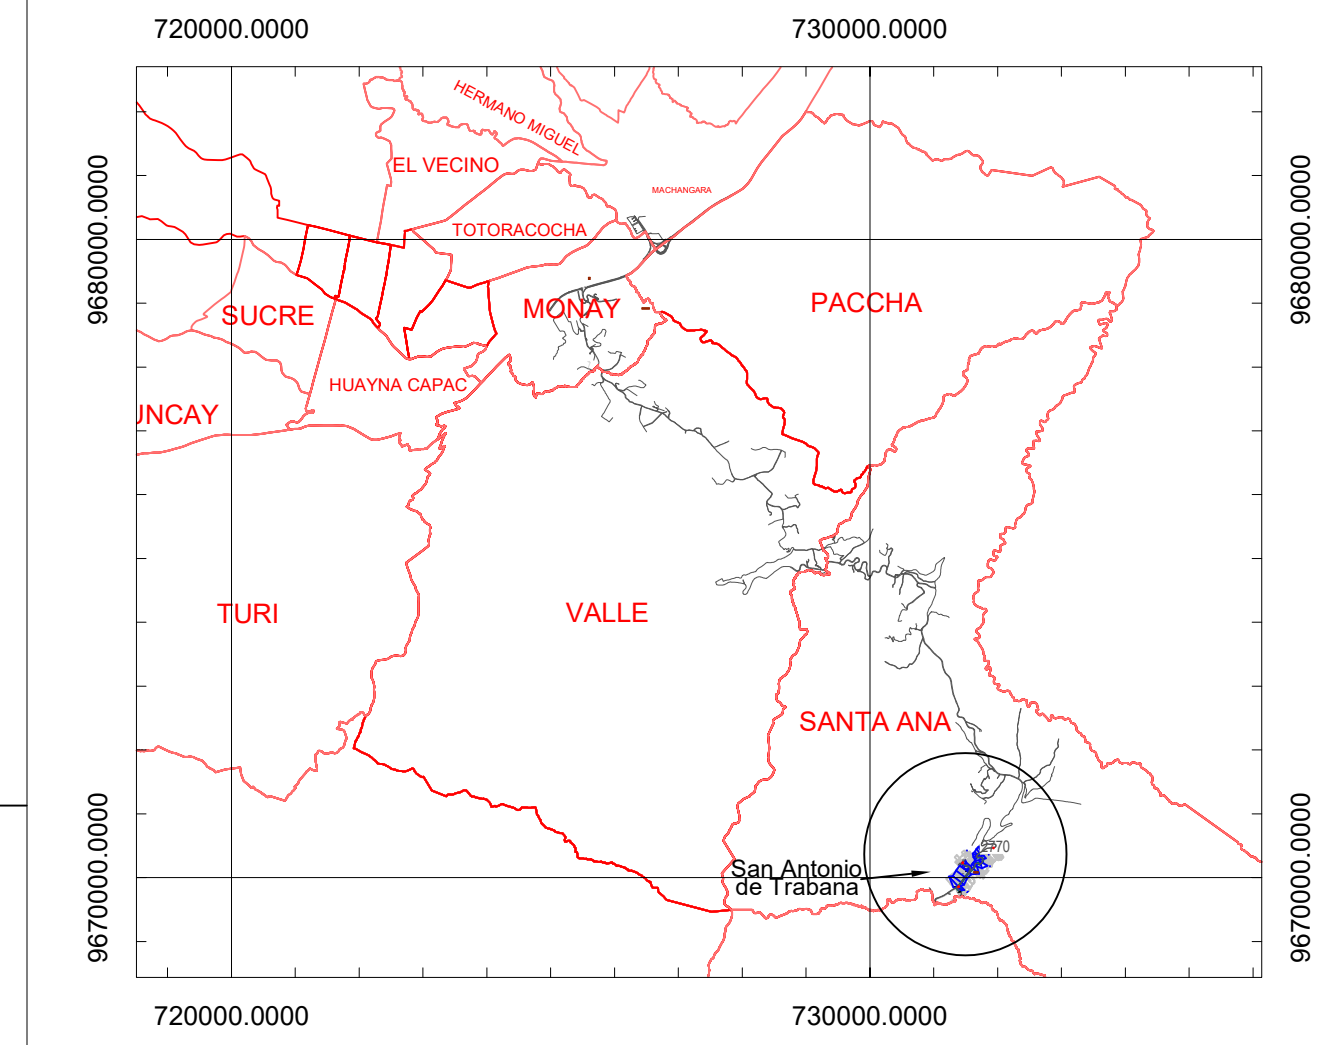 720000.0000
730000.0000
HERMANO MIGUEL
EL VECINO
MACHANGARA
9680000.0000
9680000.0000
TOTORACOCHA
SUCRE
MONAY
PACCHA
HUAYNA CAPAC
UNCAY
TURI
VALLE
SANTA ANA
2770
San Antonio
de Trabana
9670000.0000
9670000.0000
720000.0000
730000.0000